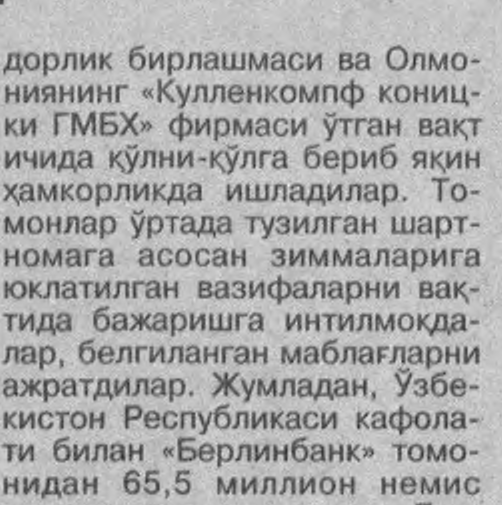 дорлик бирлашмаси ва Олмо-
ниянинг «Кулленкомпф кониц-
ки ГМБХ» фирмаси ўтган вақт
ичида қўлни-қўлга бериб яқин
ҳамкорликда ишладилар. То-
монлар ўртада тузилган шарт-
номага асосан зиммаларига
юклатилган вазифаларни вақ-
тида бажаришга интилмоқда-
лар, белгиланган маблағларни
ажратдилар. Жумладан, Ўзбе-
кистон Республикаси кафола-
ти билан «Берлинбанк» томо-
нидан 65,5 миллион немис